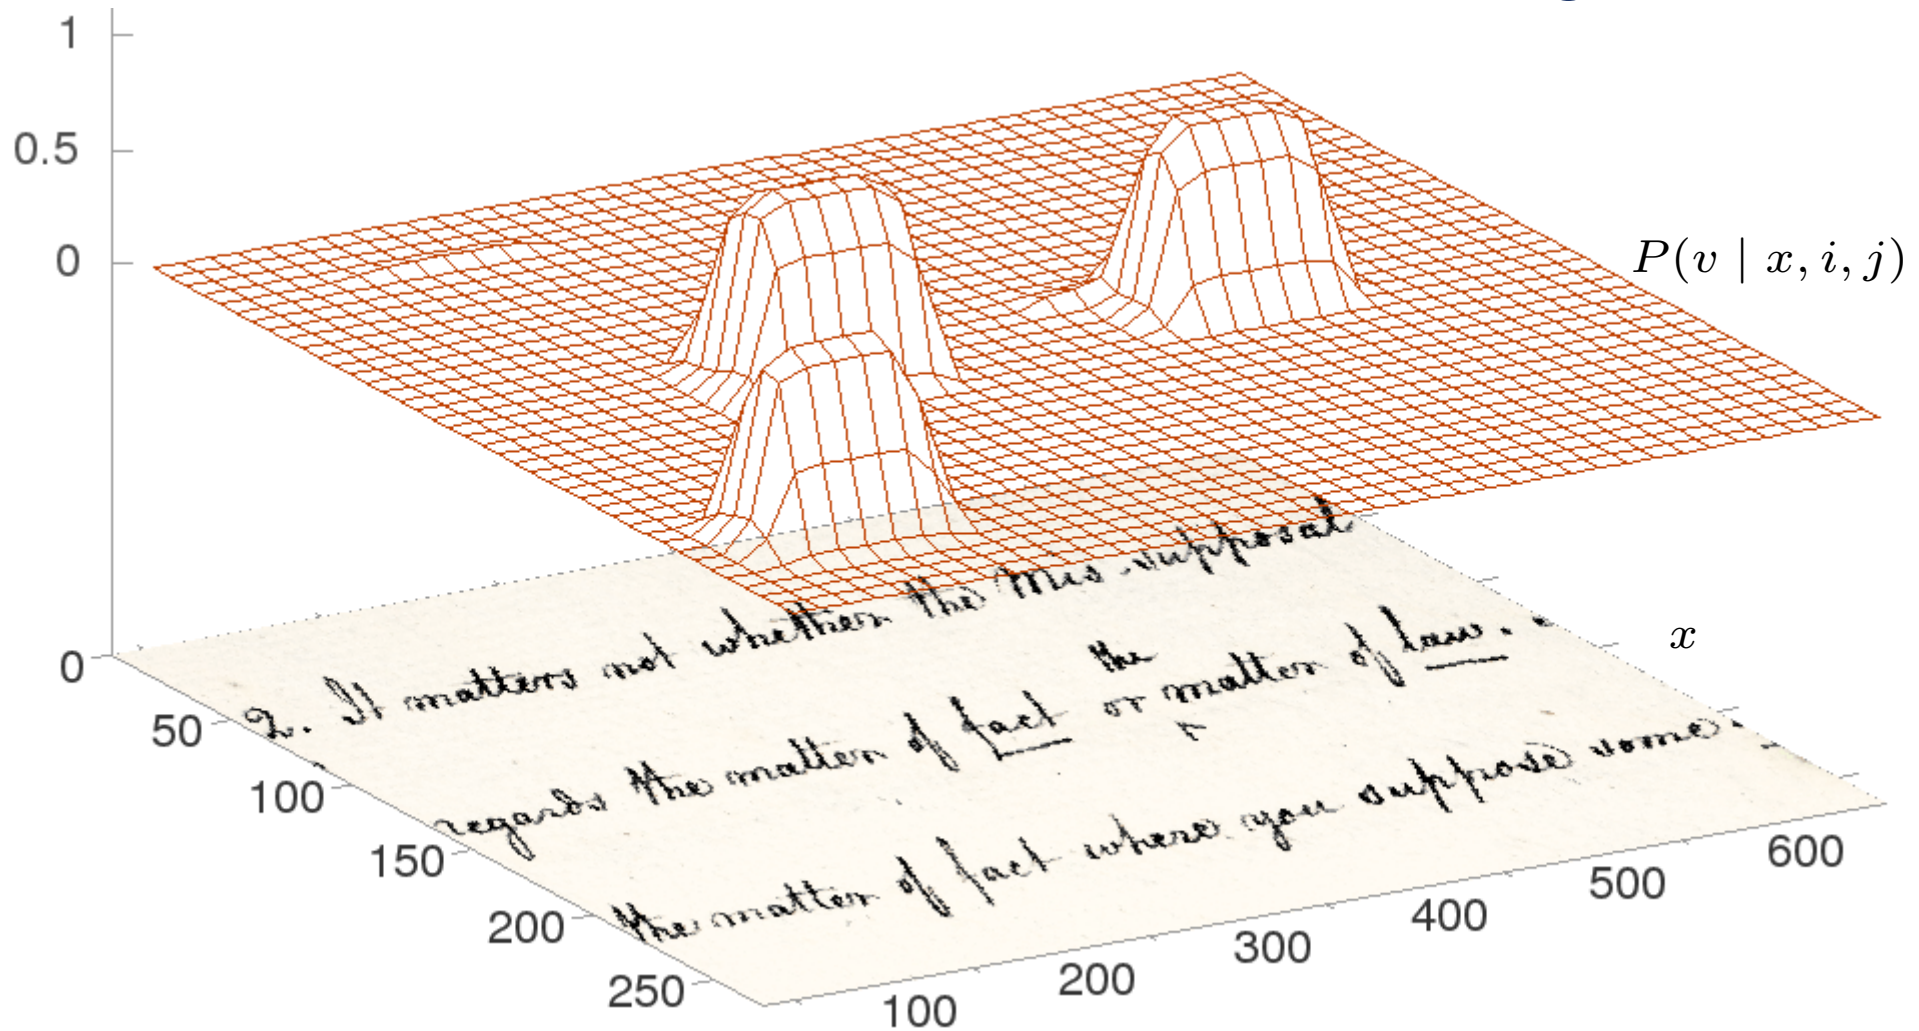 1
0.5
0
P(v | x, i, j)
0
50
100
150
200
250
100
200
300
400
500
600
x
2. It matters not whether the Mis-supposal
the
regards the matter of fact or matter of law.
the matter of fact where you suppose some